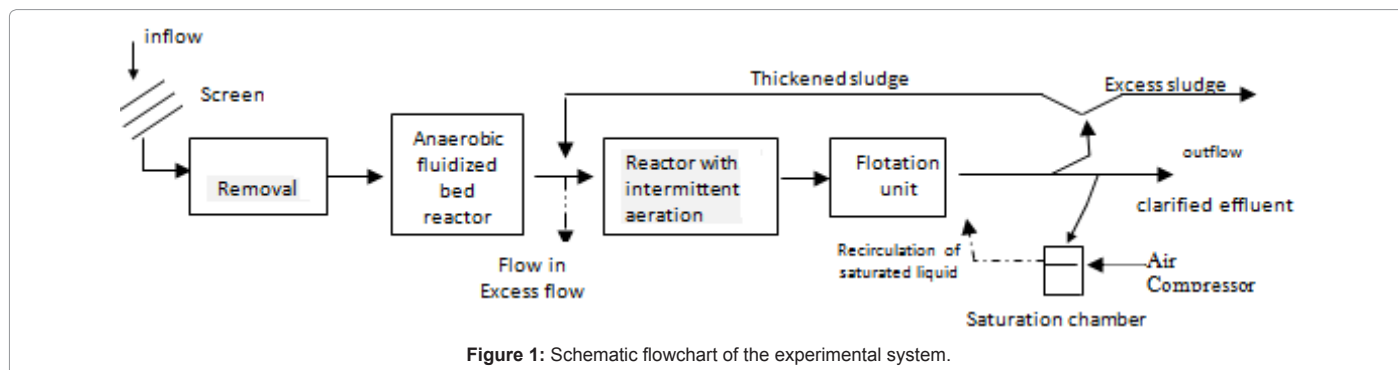 inflow
Screen
Removal
Anaerobic
fluidized
bed
reactor
Flow in
Excess flow
Thickened sludge
Reactor with
intermittent
aeration
Flotation
unit
Excess sludge
outflow
clarified effluent
Recirculation of
saturated liquid
Air
Compressor
Saturation chamber
Figure 1: Schematic flowchart of the experimental system.